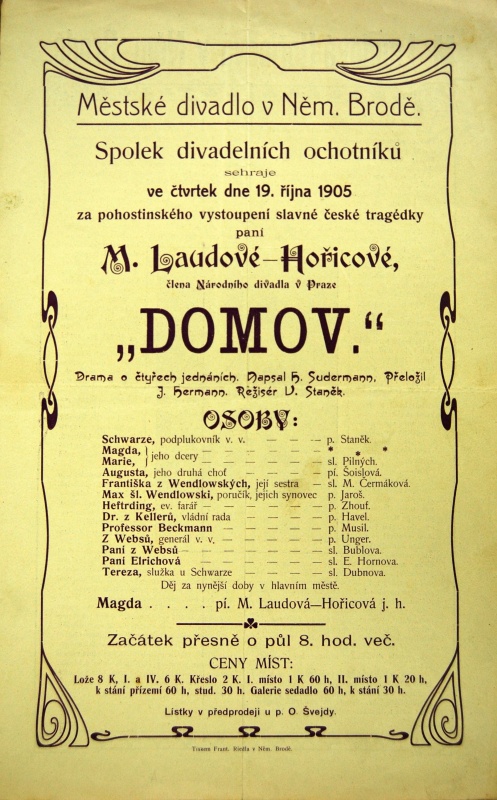 Městské divadlo v Něm. Brodě.
Spolek divadelních ochotníků
sehraje
ve čtvrtek dne 19. října 1905
za pohostinského vystoupení slavné české tragédky
paní
M. Laudové-Hořicové,
člena Národního divadla v Praze
„DOMOV.“
Drama o čtyřech jednáních. Napsal H. Sudermann. Přeložil
J. Hermann. Režisér V. Staněk.
OSOBY:
Schwarze, podplukovník v. v. — — — — p. Staněk.
Magda, } jeho dcery — — — — — — * * *
Marie, sl. Pilných.
Augusta, jeho druhá choť — — — — pí. Šoislová.
Františka z Wendlowských, její sestra — sl. M. Čermáková.
Max šl. Wendlowski, poručík, jejich synovec p. Jaroš.
Heftrding, ev. farář — — — — — — p. Zhouf.
Dr. z Kellerů, vládní rada — — — — p. Havel.
Professor Beckmann — — — — — p. Musil.
Z Websů, generál v. v. — — — — — p. Unger.
Paní z Websů — — — — — — — sl. Bublova.
Paní Elrichová — — — — — — sl. E. Hornova.
Tereza, služka u Schwarze — — — — sl. Dubnova.
Děj za nynější doby v hlavním městě.
Magda . . . . pí. M. Laudová—Hořicová j. h.
Začátek přesně o půl 8. hod. več.
CENY MÍST:
Lože 8 K, I. a IV. 6 K. Křeslo 2 K. I. místo 1 K 60 h, II. místo 1 K 20 h,
k stání přízemí 60 h, stud. 30 h. Galerie sedadlo 60 h, k stání 30 h.
Lístky v předprodeji u p. O. Švejdy.
Tiskem Frant. Riedla v Něm. Brodě.